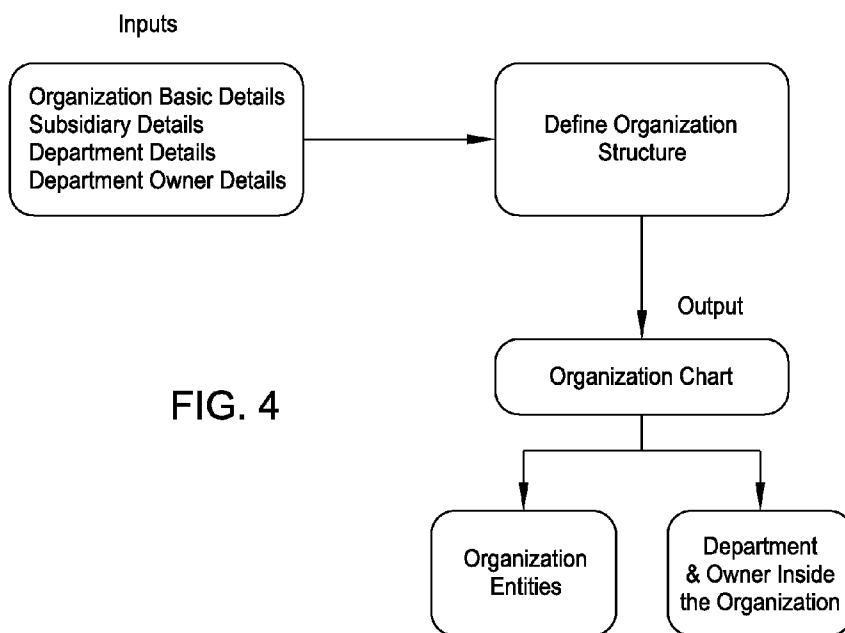 Inputs
Organization Basic Details
Subsidiary Details
Department Details
Department Owner Details
Define Organization
Structure
Output
Organization Chart
FIG. 4
Organization
Entities
Department
& Owner Inside
the Organization